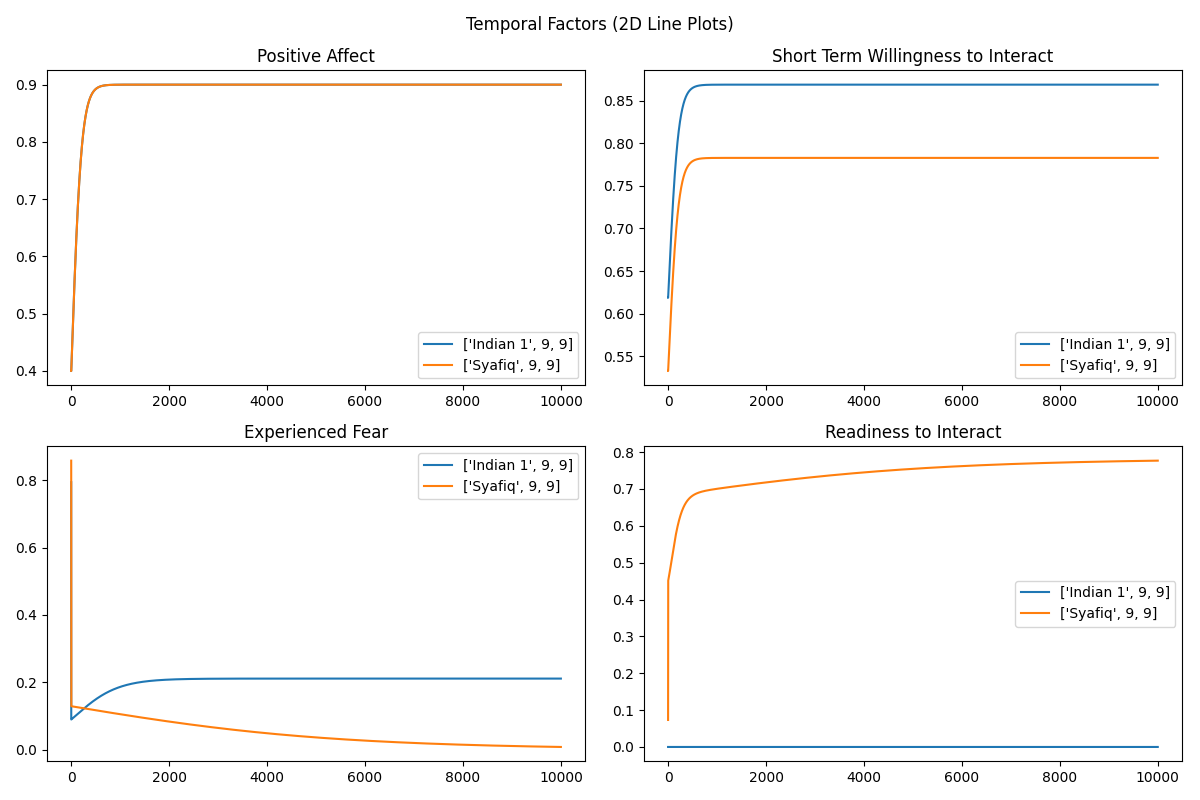 Temporal Factors (2D Line Plots)
Positive Affect
0.9
0.8
0.7
0.6
0.5
0.4
0 2000 4000 6000 8000 10000
['Indian 1', 9, 9]
['Syafiq', 9, 9]
Short Term Willingness to Interact
0.85
0.80
0.75
0.70
0.65
0.60
0.55
0 2000 4000 6000 8000 10000
['Indian 1', 9, 9]
['Syafiq', 9, 9]
Experienced Fear
0.8
0.6
0.4
0.2
0.0
0 2000 4000 6000 8000 10000
['Indian 1', 9, 9]
['Syafiq', 9, 9]
Readiness to Interact
0.8
0.7
0.6
0.5
0.4
0.3
0.2
0.1
0.0
0 2000 4000 6000 8000 10000
['Indian 1', 9, 9]
['Syafiq', 9, 9]